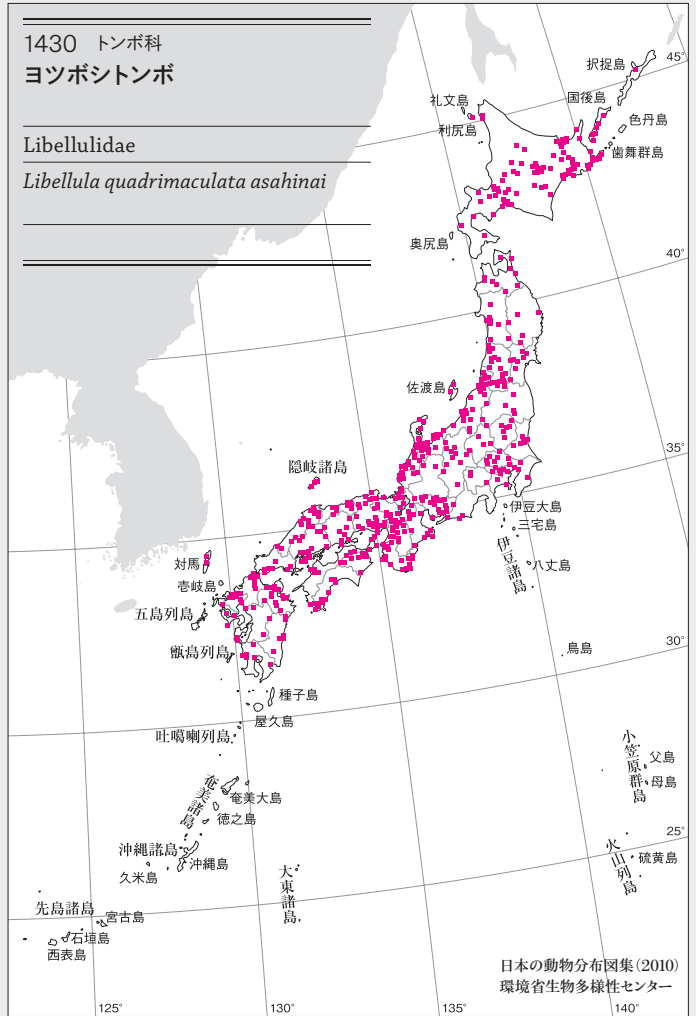 1430 トンボ科
ヨツボシトンボ
Libellulidae
Libellula quadrimaculata asahinai
45°
択捉島
国後島
礼文島
色丹島
利尻島
歯舞群島
奥尻島
40°
佐渡島
35°
隠岐諸島
伊豆大島
三宅島
伊豆諸島
八丈島
対馬
壱岐島
五島列島
甑島列島
30°
鳥島
種子島
屋久島
吐噶喇列島
小笠原群島
父島
母島
奄美諸島
奄美大島
徳之島
25°
沖縄諸島
沖縄島
久米島
火山列島
硫黄島
大東諸島
先島諸島
宮古島
石垣島
西表島
日本の動物分布図集(2010)
環境省生物多様性センター
125°
130°
135°
140°